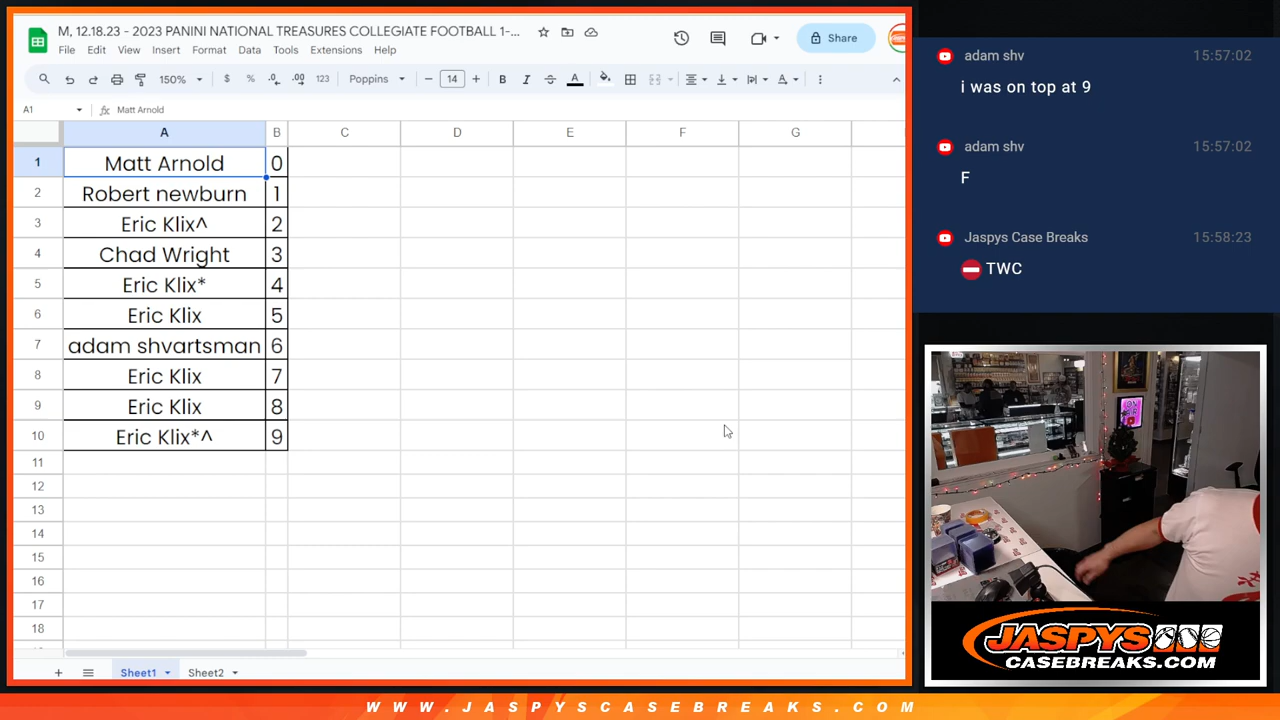 M, 12.18.23 - 2023 PANINI NATIONAL TREASURES COLLEGIATE FOOTBALL 1-...
File Edit View Insert Format Data Tools Extensions Help
Share
150% $ % .0 .00 123 Poppins - 14 + B I S A
A1 fx Matt Arnold
A B C D E F G
1 Matt Arnold 0
2 Robert newburn 1
3 Eric Klix^ 2
4 Chad Wright 3
5 Eric Klix* 4
6 Eric Klix 5
7 adam shvartsman 6
8 Eric Klix 7
9 Eric Klix 8
10 Eric Klix*^ 9
11
12
13
14
15
16
17
18
+ Sheet1 Sheet2
adam shv 15:57:02
i was on top at 9
adam shv 15:57:02
F
Jaspys Case Breaks 15:58:23
⛔ TWC
JASPYS
CASEBREAKS.COM
WWW.JASPYSCASEBREAKS.COM